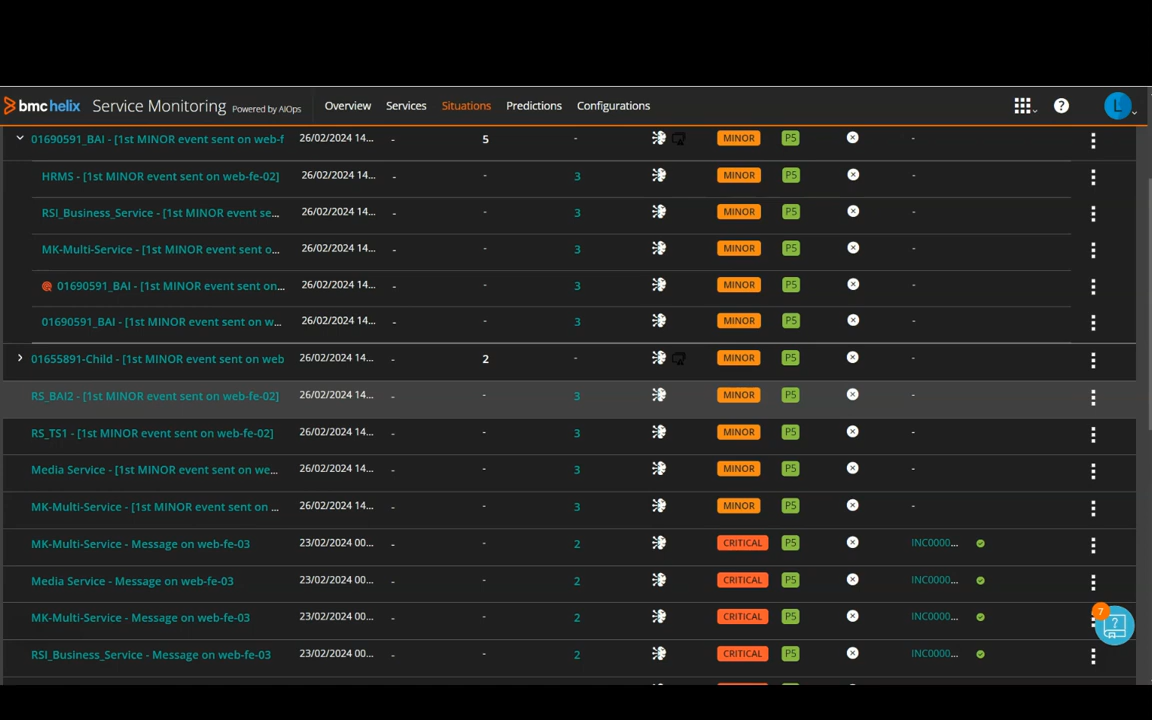 bmc helix Service Monitoring Powered by AIOps Overview Services Situations Predictions Configurations ? L
01690591_BAI - [1st MINOR event sent on web-f 26/02/2024 14... - 5 - MINOR P5 -
HRMS - [1st MINOR event sent on web-fe-02] 26/02/2024 14... - - 3 MINOR P5 -
RSI_Business_Service - [1st MINOR event se... 26/02/2024 14... - - 3 MINOR P5 -
MK-Multi-Service - [1st MINOR event sent o... 26/02/2024 14... - - 3 MINOR P5 -
01690591_BAI - [1st MINOR event sent on... 26/02/2024 14... - - 3 MINOR P5 -
01690591_BAI - [1st MINOR event sent on w... 26/02/2024 14... - - 3 MINOR P5 -
01655891-Child - [1st MINOR event sent on web 26/02/2024 14... - 2 - MINOR P5 -
RS_BAI2 - [1st MINOR event sent on web-fe-02] 26/02/2024 14... - - 3 MINOR P5 -
RS_TS1 - [1st MINOR event sent on web-fe-02] 26/02/2024 14... - - 3 MINOR P5 -
Media Service - [1st MINOR event sent on we... 26/02/2024 14... - - 3 MINOR P5 -
MK-Multi-Service - [1st MINOR event sent on ... 26/02/2024 14... - - 3 MINOR P5 -
MK-Multi-Service - Message on web-fe-03 23/02/2024 00... - - 2 CRITICAL P5 INC0000...
Media Service - Message on web-fe-03 23/02/2024 00... - - 2 CRITICAL P5 INC0000...
MK-Multi-Service - Message on web-fe-03 23/02/2024 00... - - 2 CRITICAL P5 INC0000... 7 ?
RSI_Business_Service - Message on web-fe-03 23/02/2024 00... - - 2 CRITICAL P5 INC0000...